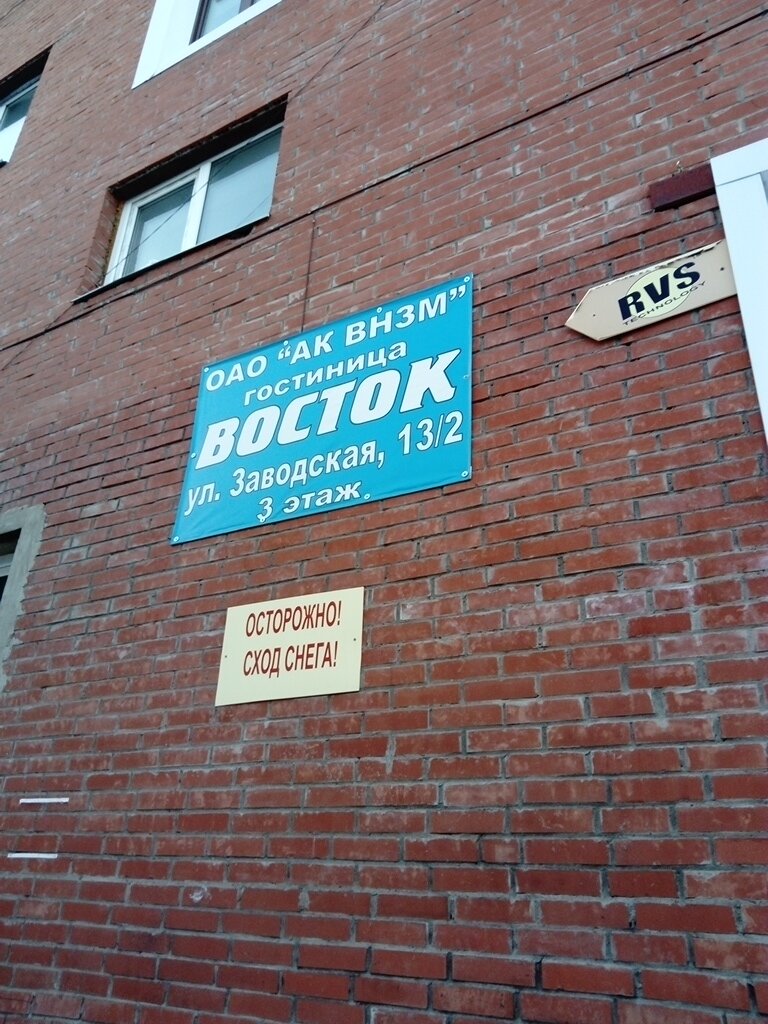 ОАО “АК ВНЗМ”
гостиница
ВОСТОК
ул. Заводская, 13/2
3 этаж
RVS
TECHNOLOGY
ОСТОРОЖНО!
СХОД СНЕГА!